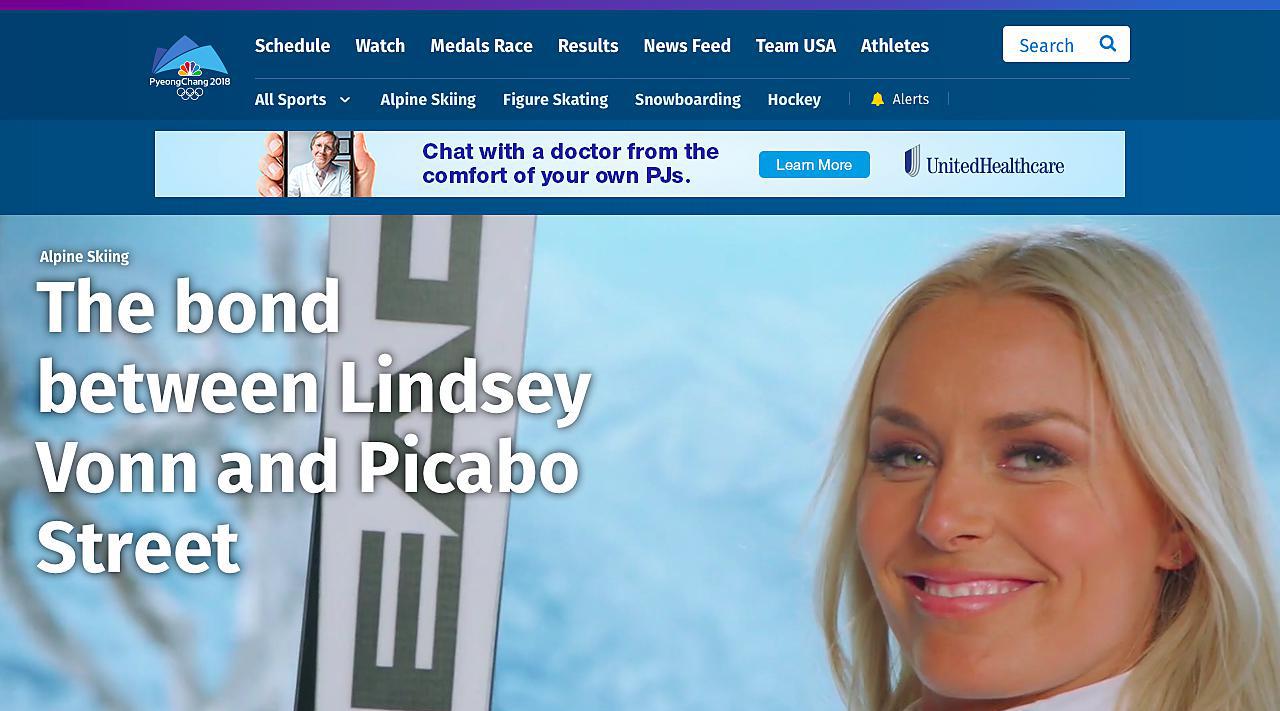 Schedule Watch Medals Race Results News Feed Team USA Athletes Search
PyeongChang 2018
All Sports Alpine Skiing Figure Skating Snowboarding Hockey Alerts
Chat with a doctor from the
comfort of your own PJs.
Learn More
UnitedHealthcare
Alpine Skiing
The bond
between Lindsey
Vonn and Picabo
Street
HEAD